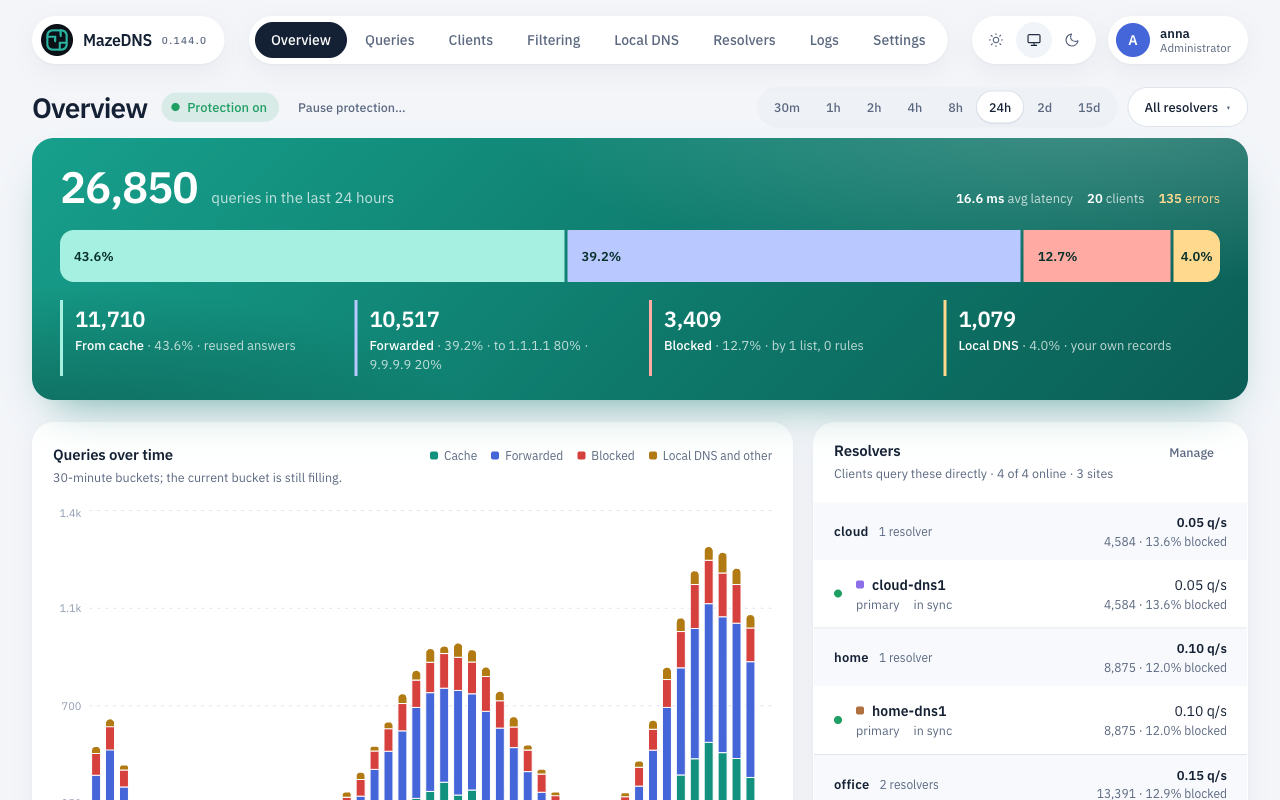 MazeDNS 0.144.0
Overview Queries Clients Filtering Local DNS Resolvers Logs Settings
A anna
Administrator
Overview Protection on Pause protection...
30m 1h 2h 4h 8h 24h 2d 15d All resolvers
26,850 queries in the last 24 hours
16.6 ms avg latency 20 clients 135 errors
43.6% 39.2% 12.7% 4.0%
11,710
From cache · 43.6% · reused answers
10,517
Forwarded · 39.2% · to 1.1.1.1 80% ·
9.9.9.9 20%
3,409
Blocked · 12.7% · by 1 list, 0 rules
1,079
Local DNS · 4.0% · your own records
Queries over time
Cache Forwarded Blocked Local DNS and other
30-minute buckets; the current bucket is still filling.
1.4k
1.1k
700
Resolvers Manage
Clients query these directly · 4 of 4 online · 3 sites
cloud 1 resolver
0.05 q/s
4,584 · 13.6% blocked
cloud-dns1 0.05 q/s
primary in sync 4,584 · 13.6% blocked
home 1 resolver
0.10 q/s
8,875 · 12.0% blocked
home-dns1 0.10 q/s
primary in sync 8,875 · 12.0% blocked
office 2 resolvers
0.15 q/s
13,391 · 12.9% blocked